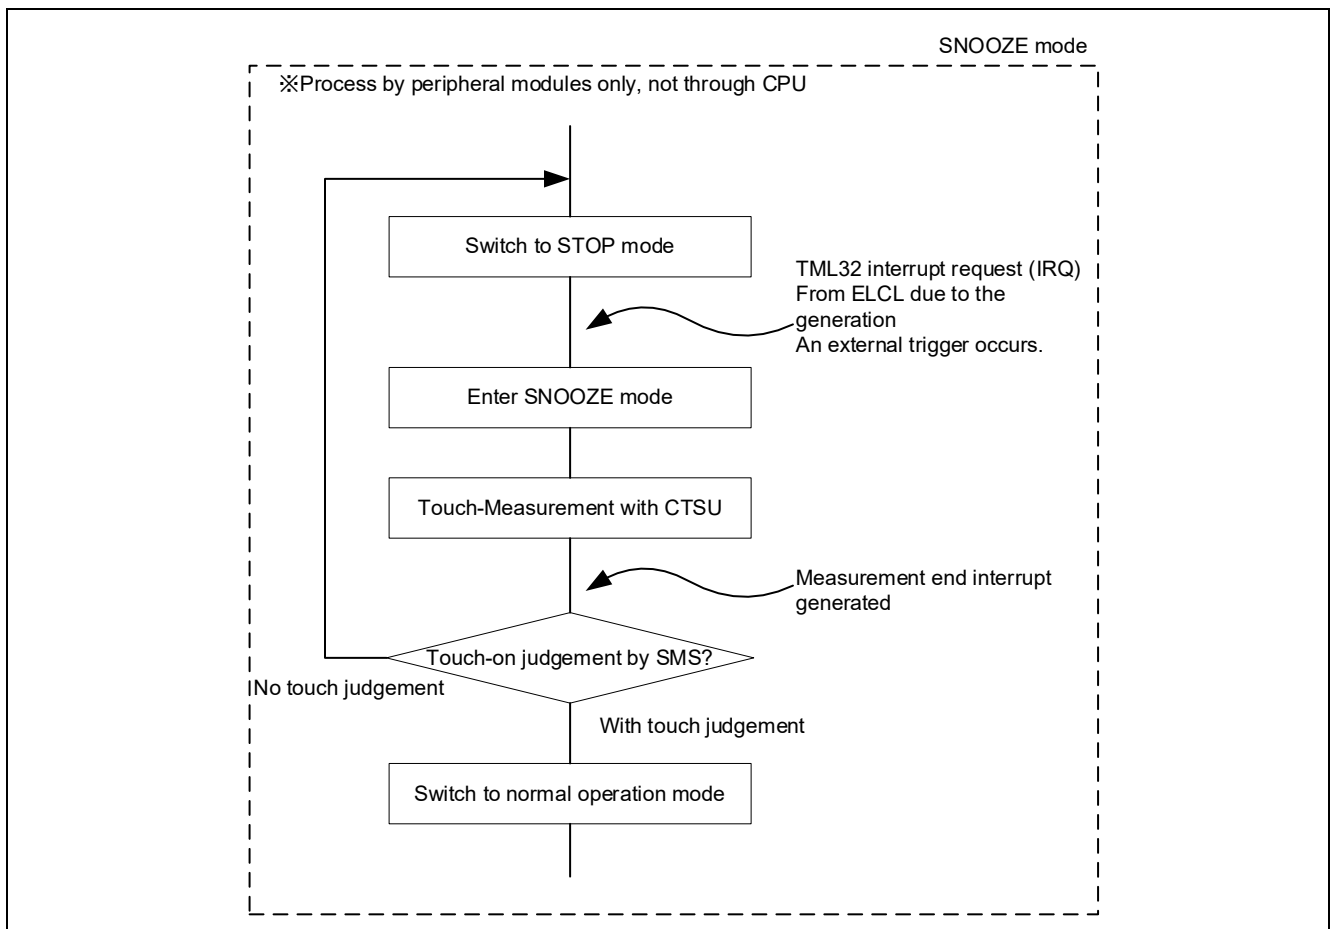 SNOOZE mode
※Process by peripheral modules only, not through CPU
Switch to STOP mode
TML32 interrupt request (IRQ)
From ELCL due to the
generation
An external trigger occurs.
Enter SNOOZE mode
Touch-Measurement with CTSU
Measurement end interrupt
generated
Touch-on judgement by SMS?
No touch judgement
With touch judgement
Switch to normal operation mode